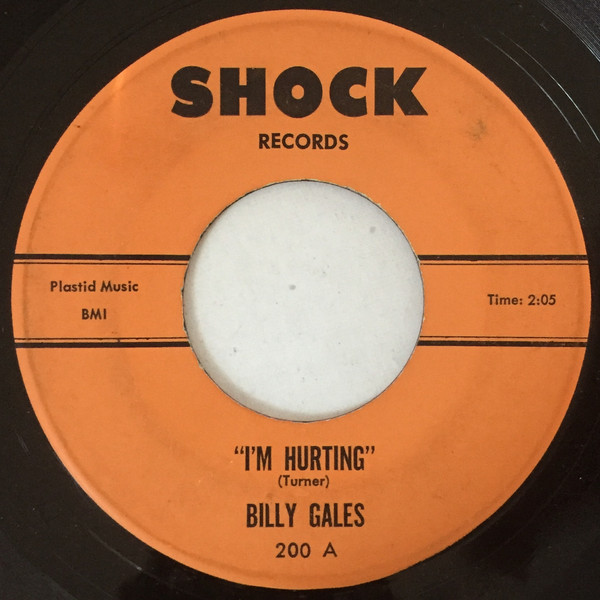 SHOCK
RECORDS
Plastid Music
BMI
Time: 2:05
"I'M HURTING"
(Turner)
BILLY GALES
200 A